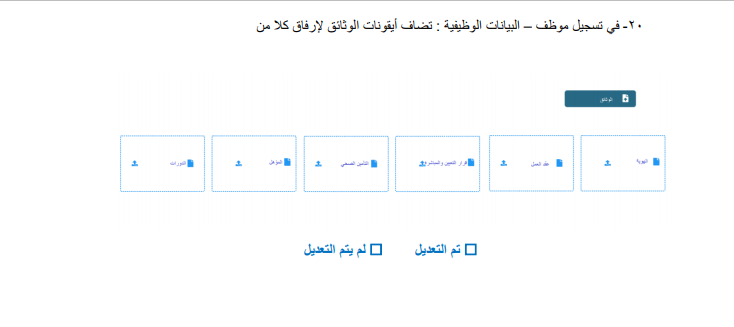 ٢٠- في تسجيل موظف – البيانات الوظيفية : تضاف أيقونات الوثائق لإرفاق كلا من
الوثائق
الهوية
عقد العمل
قرار التعيين والمباشرة
التأمين الصحي
المؤهل
الدورات
تم التعديل
لم يتم التعديل